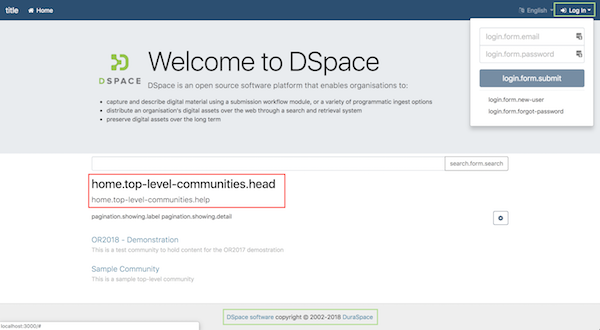 title Home English Log In
login.form.email
login.form.password
login.form.submit
login.form.new-user
login.form.forgot-password
DSPACE
Welcome to DSpace
DSpace is an open source software platform that enables organisations to:
capture and describe digital material using a submission workflow module, or a variety of programmatic ingest options
distribute an organisation's digital assets over the web through a search and retrieval system
preserve digital assets over the long term
search.form.search
home.top-level-communities.head
home.top-level-communities.help
pagination.showing.label pagination.showing.detail
OR2018 - Demonstration
This is a test community to hold content for the OR2017 demostration
Sample Community
This is a sample top-level community
DSpace software copyright © 2002-2018 DuraSpace
localhost:3000/#